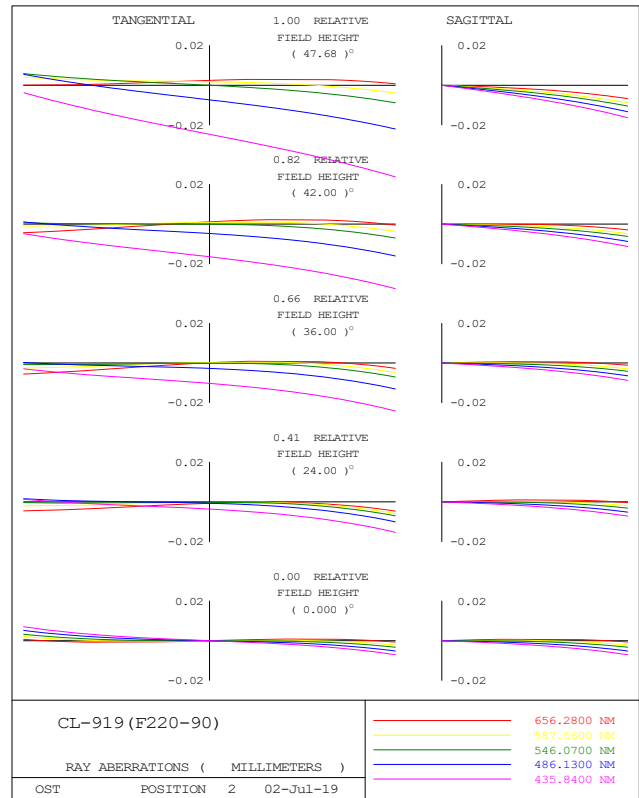 TANGENTIAL 1.00 RELATIVE SAGITTAL
FIELD HEIGHT
( 47.68 )°
0.02 0.02
-0.02 -0.02
0.82 RELATIVE
FIELD HEIGHT
( 42.00 )°
0.02 0.02
-0.02 -0.02
0.66 RELATIVE
FIELD HEIGHT
( 36.00 )°
0.02 0.02
-0.02 -0.02
0.41 RELATIVE
FIELD HEIGHT
( 24.00 )°
0.02 0.02
-0.02 -0.02
0.00 RELATIVE
FIELD HEIGHT
( 0.000 )°
0.02 0.02
-0.02 -0.02
CL-919(F220-90)
RAY ABERRATIONS ( MILLIMETERS )
OST POSITION 2 02-Jul-19
656.2800 NM
587.5600 NM
546.0700 NM
486.1300 NM
435.8400 NM